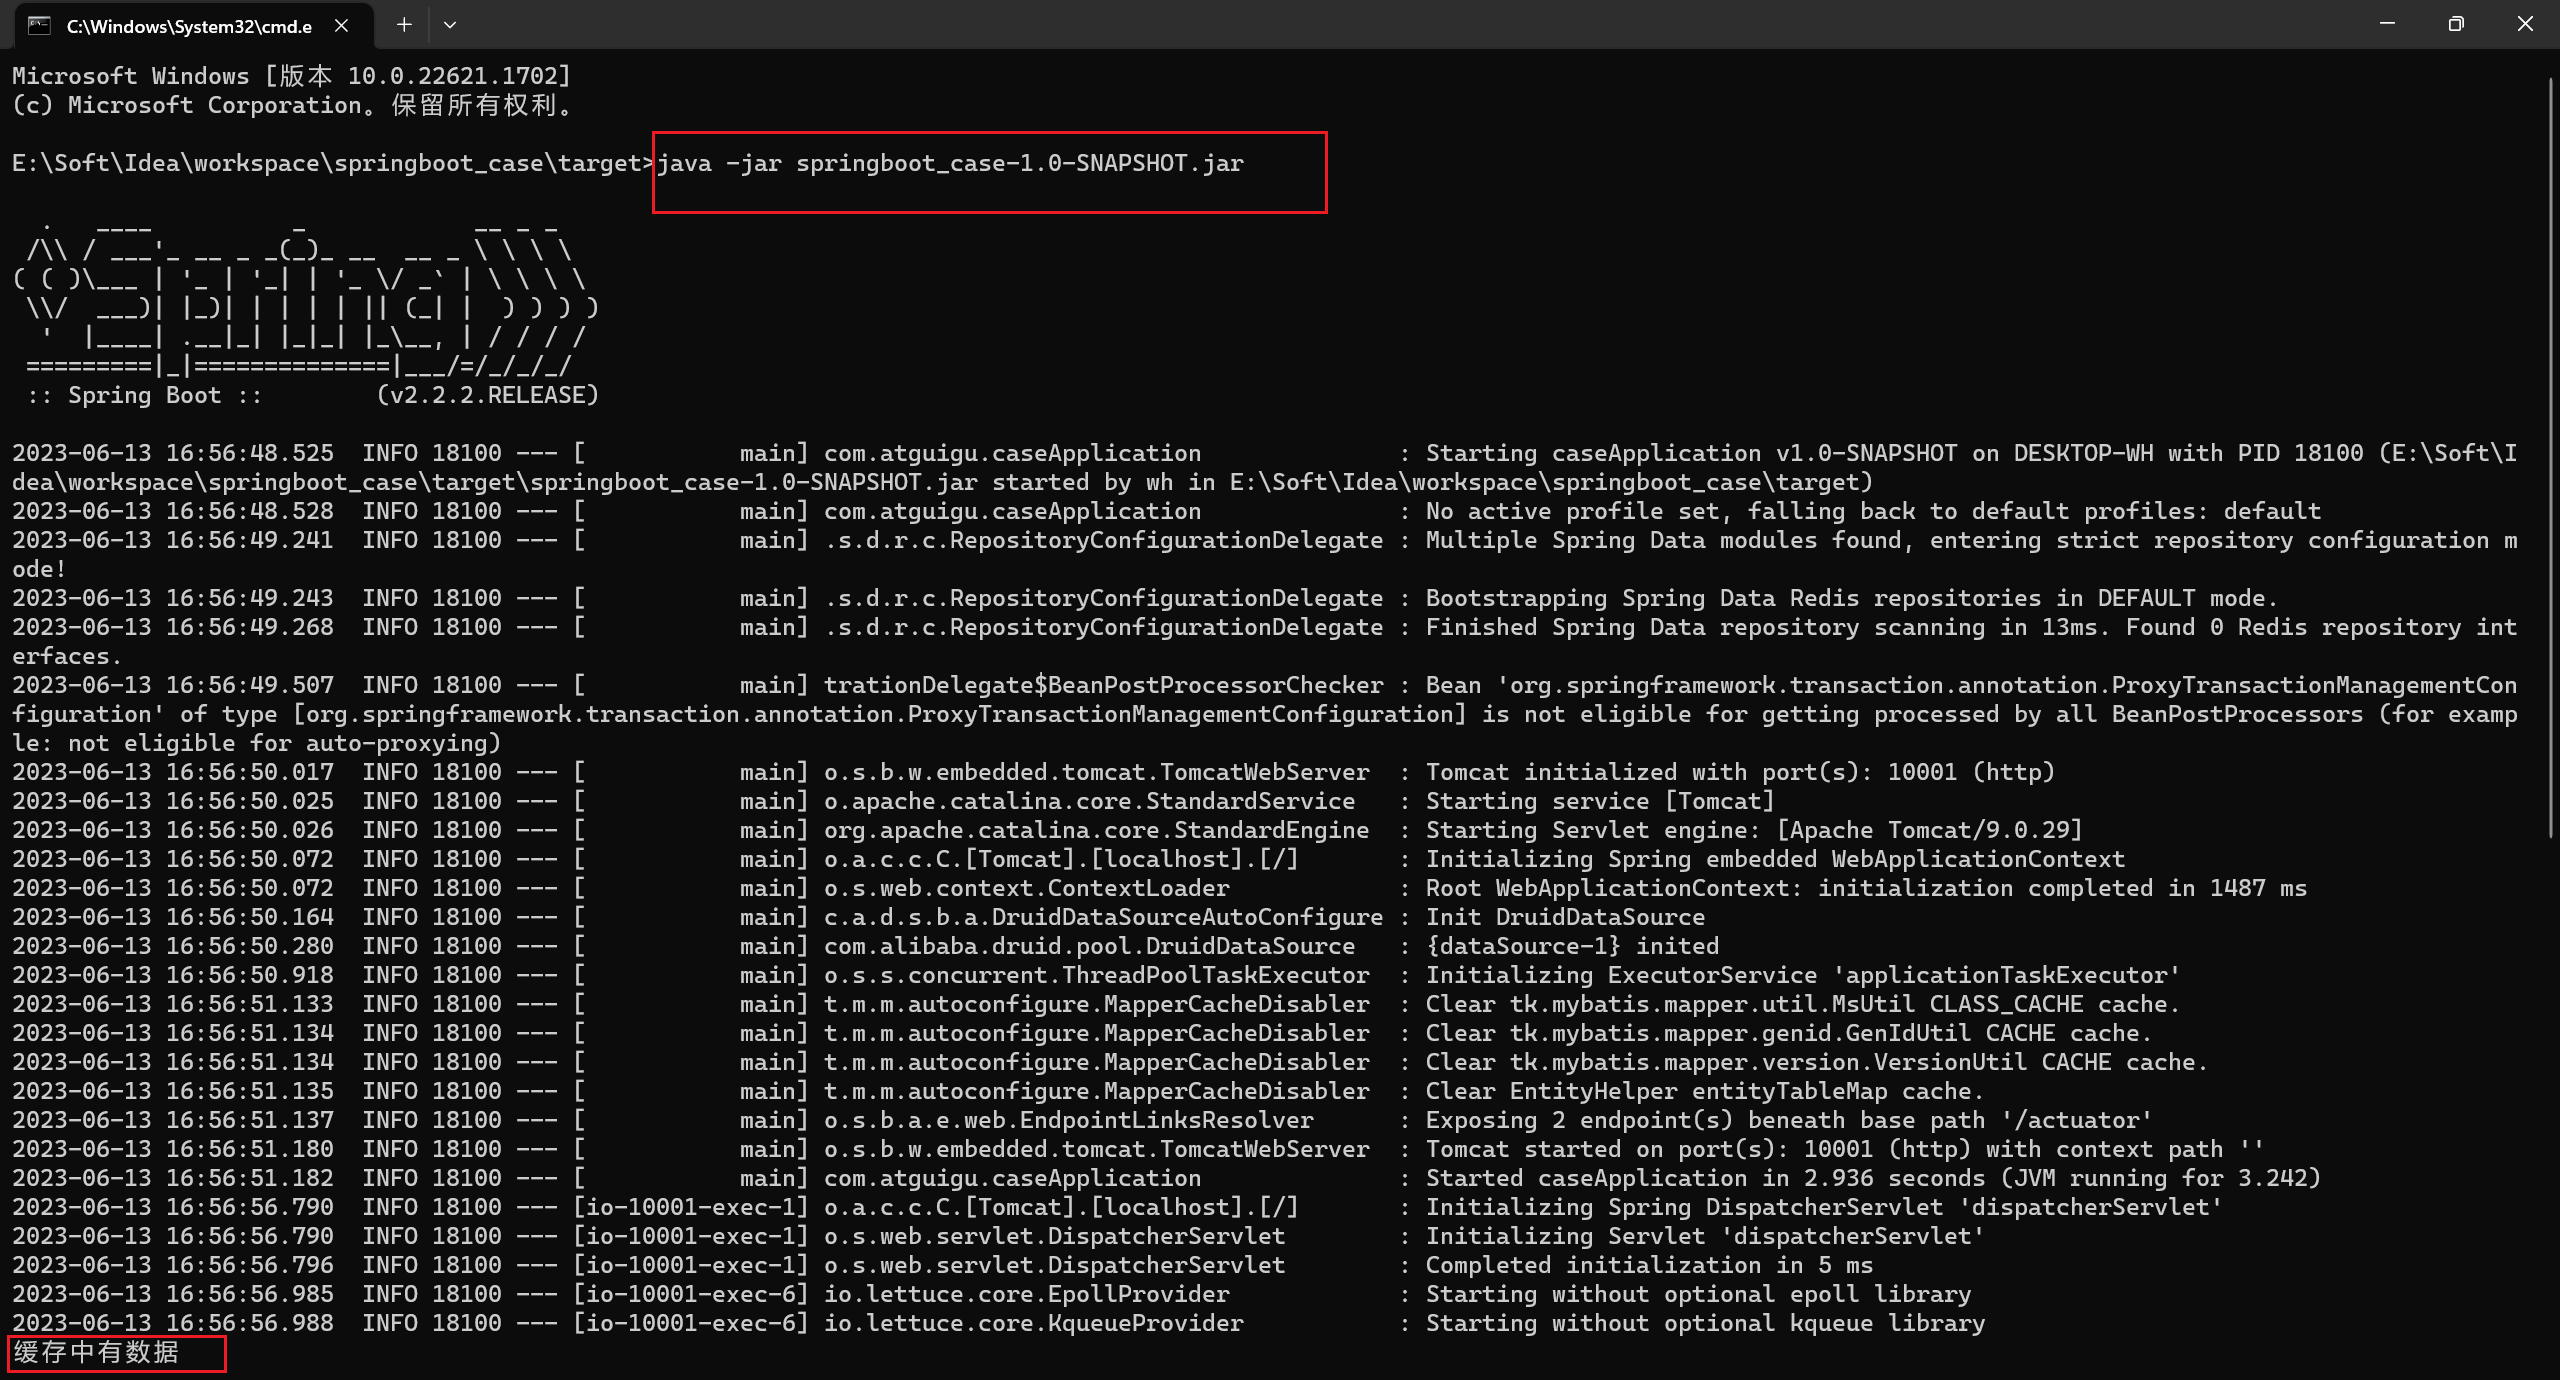 C:\Windows\System32\cmd.e
Microsoft Windows [版本 10.0.22621.1702]
(c) Microsoft Corporation。保留所有权利。
E:\Soft\Idea\workspace\springboot_case\target>java -jar springboot_case-1.0-SNAPSHOT.jar
  .   ____          _            __ _ _
 /\\ / ___'_ __ _ _(_)_ __  __ _ \ \ \ \
( ( )\___ | '_ | '_| | '_ \/ _` | \ \ \ \
 \\/  ___)| |_)| | | | | || (_| |  ) ) ) )
  '  |____| .__|_| |_|_| |_\__, | / / / /
 =========|_|==============|___/=/_/_/_/
 :: Spring Boot ::        (v2.2.2.RELEASE)
2023-06-13 16:56:48.525  INFO 18100 --- [           main] com.atguigu.caseApplication              : Starting caseApplication v1.0-SNAPSHOT on DESKTOP-WH with PID 18100 (E:\Soft\I
dea\workspace\springboot_case\target\springboot_case-1.0-SNAPSHOT.jar started by wh in E:\Soft\Idea\workspace\springboot_case\target)
2023-06-13 16:56:48.528  INFO 18100 --- [           main] com.atguigu.caseApplication              : No active profile set, falling back to default profiles: default
2023-06-13 16:56:49.241  INFO 18100 --- [           main] .s.d.r.c.RepositoryConfigurationDelegate : Multiple Spring Data modules found, entering strict repository configuration m
ode!
2023-06-13 16:56:49.243  INFO 18100 --- [           main] .s.d.r.c.RepositoryConfigurationDelegate : Bootstrapping Spring Data Redis repositories in DEFAULT mode.
2023-06-13 16:56:49.268  INFO 18100 --- [           main] .s.d.r.c.RepositoryConfigurationDelegate : Finished Spring Data repository scanning in 13ms. Found 0 Redis repository int
erfaces.
2023-06-13 16:56:49.507  INFO 18100 --- [           main] trationDelegate$BeanPostProcessorChecker : Bean 'org.springframework.transaction.annotation.ProxyTransactionManagementCon
figuration' of type [org.springframework.transaction.annotation.ProxyTransactionManagementConfiguration] is not eligible for getting processed by all BeanPostProcessors (for examp
le: not eligible for auto-proxying)
2023-06-13 16:56:50.017  INFO 18100 --- [           main] o.s.b.w.embedded.tomcat.TomcatWebServer  : Tomcat initialized with port(s): 10001 (http)
2023-06-13 16:56:50.025  INFO 18100 --- [           main] o.apache.catalina.core.StandardService   : Starting service [Tomcat]
2023-06-13 16:56:50.026  INFO 18100 --- [           main] org.apache.catalina.core.StandardEngine  : Starting Servlet engine: [Apache Tomcat/9.0.29]
2023-06-13 16:56:50.072  INFO 18100 --- [           main] o.a.c.c.C.[Tomcat].[localhost].[/]       : Initializing Spring embedded WebApplicationContext
2023-06-13 16:56:50.072  INFO 18100 --- [           main] o.s.web.context.ContextLoader            : Root WebApplicationContext: initialization completed in 1487 ms
2023-06-13 16:56:50.164  INFO 18100 --- [           main] c.a.d.s.b.a.DruidDataSourceAutoConfigure : Init DruidDataSource
2023-06-13 16:56:50.280  INFO 18100 --- [           main] com.alibaba.druid.pool.DruidDataSource   : {dataSource-1} inited
2023-06-13 16:56:50.918  INFO 18100 --- [           main] o.s.s.concurrent.ThreadPoolTaskExecutor  : Initializing ExecutorService 'applicationTaskExecutor'
2023-06-13 16:56:51.133  INFO 18100 --- [           main] t.m.m.autoconfigure.MapperCacheDisabler  : Clear tk.mybatis.mapper.util.MsUtil CLASS_CACHE cache.
2023-06-13 16:56:51.134  INFO 18100 --- [           main] t.m.m.autoconfigure.MapperCacheDisabler  : Clear tk.mybatis.mapper.genid.GenIdUtil CACHE cache.
2023-06-13 16:56:51.134  INFO 18100 --- [           main] t.m.m.autoconfigure.MapperCacheDisabler  : Clear tk.mybatis.mapper.version.VersionUtil CACHE cache.
2023-06-13 16:56:51.135  INFO 18100 --- [           main] t.m.m.autoconfigure.MapperCacheDisabler  : Clear EntityHelper entityTableMap cache.
2023-06-13 16:56:51.137  INFO 18100 --- [           main] o.s.b.a.e.web.EndpointLinksResolver      : Exposing 2 endpoint(s) beneath base path '/actuator'
2023-06-13 16:56:51.180  INFO 18100 --- [           main] o.s.b.w.embedded.tomcat.TomcatWebServer  : Tomcat started on port(s): 10001 (http) with context path ''
2023-06-13 16:56:51.182  INFO 18100 --- [           main] com.atguigu.caseApplication              : Started caseApplication in 2.936 seconds (JVM running for 3.242)
2023-06-13 16:56:56.790  INFO 18100 --- [io-10001-exec-1] o.a.c.c.C.[Tomcat].[localhost].[/]       : Initializing Spring DispatcherServlet 'dispatcherServlet'
2023-06-13 16:56:56.790  INFO 18100 --- [io-10001-exec-1] o.s.web.servlet.DispatcherServlet        : Initializing Servlet 'dispatcherServlet'
2023-06-13 16:56:56.796  INFO 18100 --- [io-10001-exec-1] o.s.web.servlet.DispatcherServlet        : Completed initialization in 5 ms
2023-06-13 16:56:56.985  INFO 18100 --- [io-10001-exec-6] io.lettuce.core.EpollProvider            : Starting without optional epoll library
2023-06-13 16:56:56.988  INFO 18100 --- [io-10001-exec-6] io.lettuce.core.KqueueProvider           : Starting without optional kqueue library
缓存中有数据